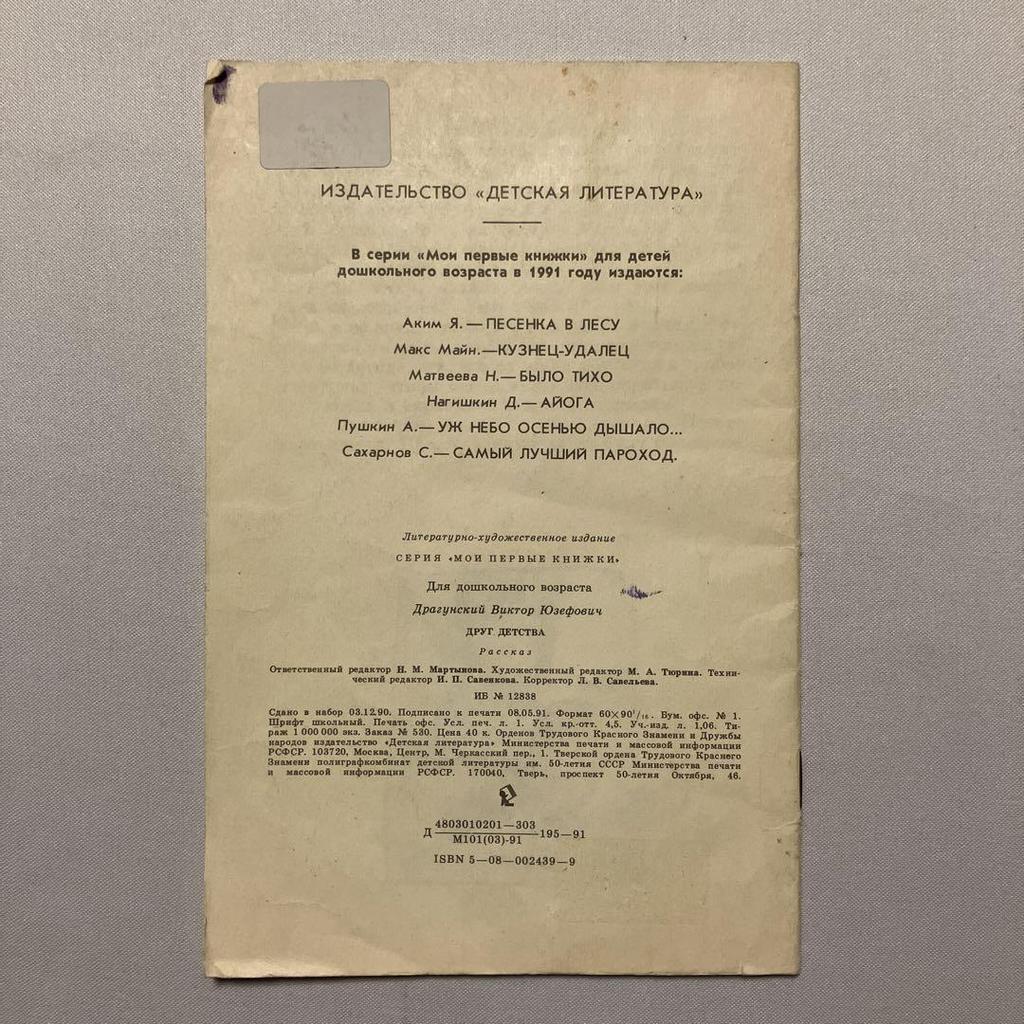 ИЗДАТЕЛЬСТВО «ДЕТСКАЯ ЛИТЕРАТУРА»
В серии «Мои первые книжки» для детей
дошкольного возраста в 1991 году издаются:
Аким Я.—ПЕСЕНКА В ЛЕСУ
Макс Майн.—КУЗНЕЦ-УДАЛЕЦ
Матвеева Н.—БЫЛО ТИХО
Нагишкин Д.—АЙОГА
Пушкин А.—УЖ НЕБО ОСЕНЬЮ ДЫШАЛО...
Сахарнов С.—САМЫЙ ЛУЧШИЙ ПАРОХОД.
Литературно-художественное издание
СЕРИЯ «МОИ ПЕРВЫЕ КНИЖКИ»
Для дошкольного возраста
Драгунский Виктор Юзефович
ДРУГ ДЕТСТВА
Рассказ
Ответственный редактор Н. М. Мартынова. Художественный редактор М. А. Тюрина. Техни-
ческий редактор И. П. Савенкова. Корректор Л. В. Савельева.
ИБ № 12838
Сдано в набор 03.12.90. Подписано к печати 08.05.91. Формат 60×90¹/₁₆. Бум. офс. № 1.
Шрифт школьный. Печать офс. Усл. печ. л. 1. Усл. кр.-отт. 4,5. Уч.-изд. л. 1,06. Ти-
раж 1 000 000 экз. Заказ № 530. Цена 40 к. Орденов Трудового Красного Знамени и Дружбы
народов издательство «Детская литература» Министерства печати и массовой информации
РСФСР. 103720, Москва, Центр, М. Черкасский пер., 1. Тверской ордена Трудового Краснего
Знамени полиграфкомбинат детской литературы им. 50-летия СССР Министерства печати
и массовой информации РСФСР. 170040, Тверь, проспект 50-летия Октября, 46.
Д 4803010201—303 195—91
М101(03)-91
ISBN 5—08—002439—9